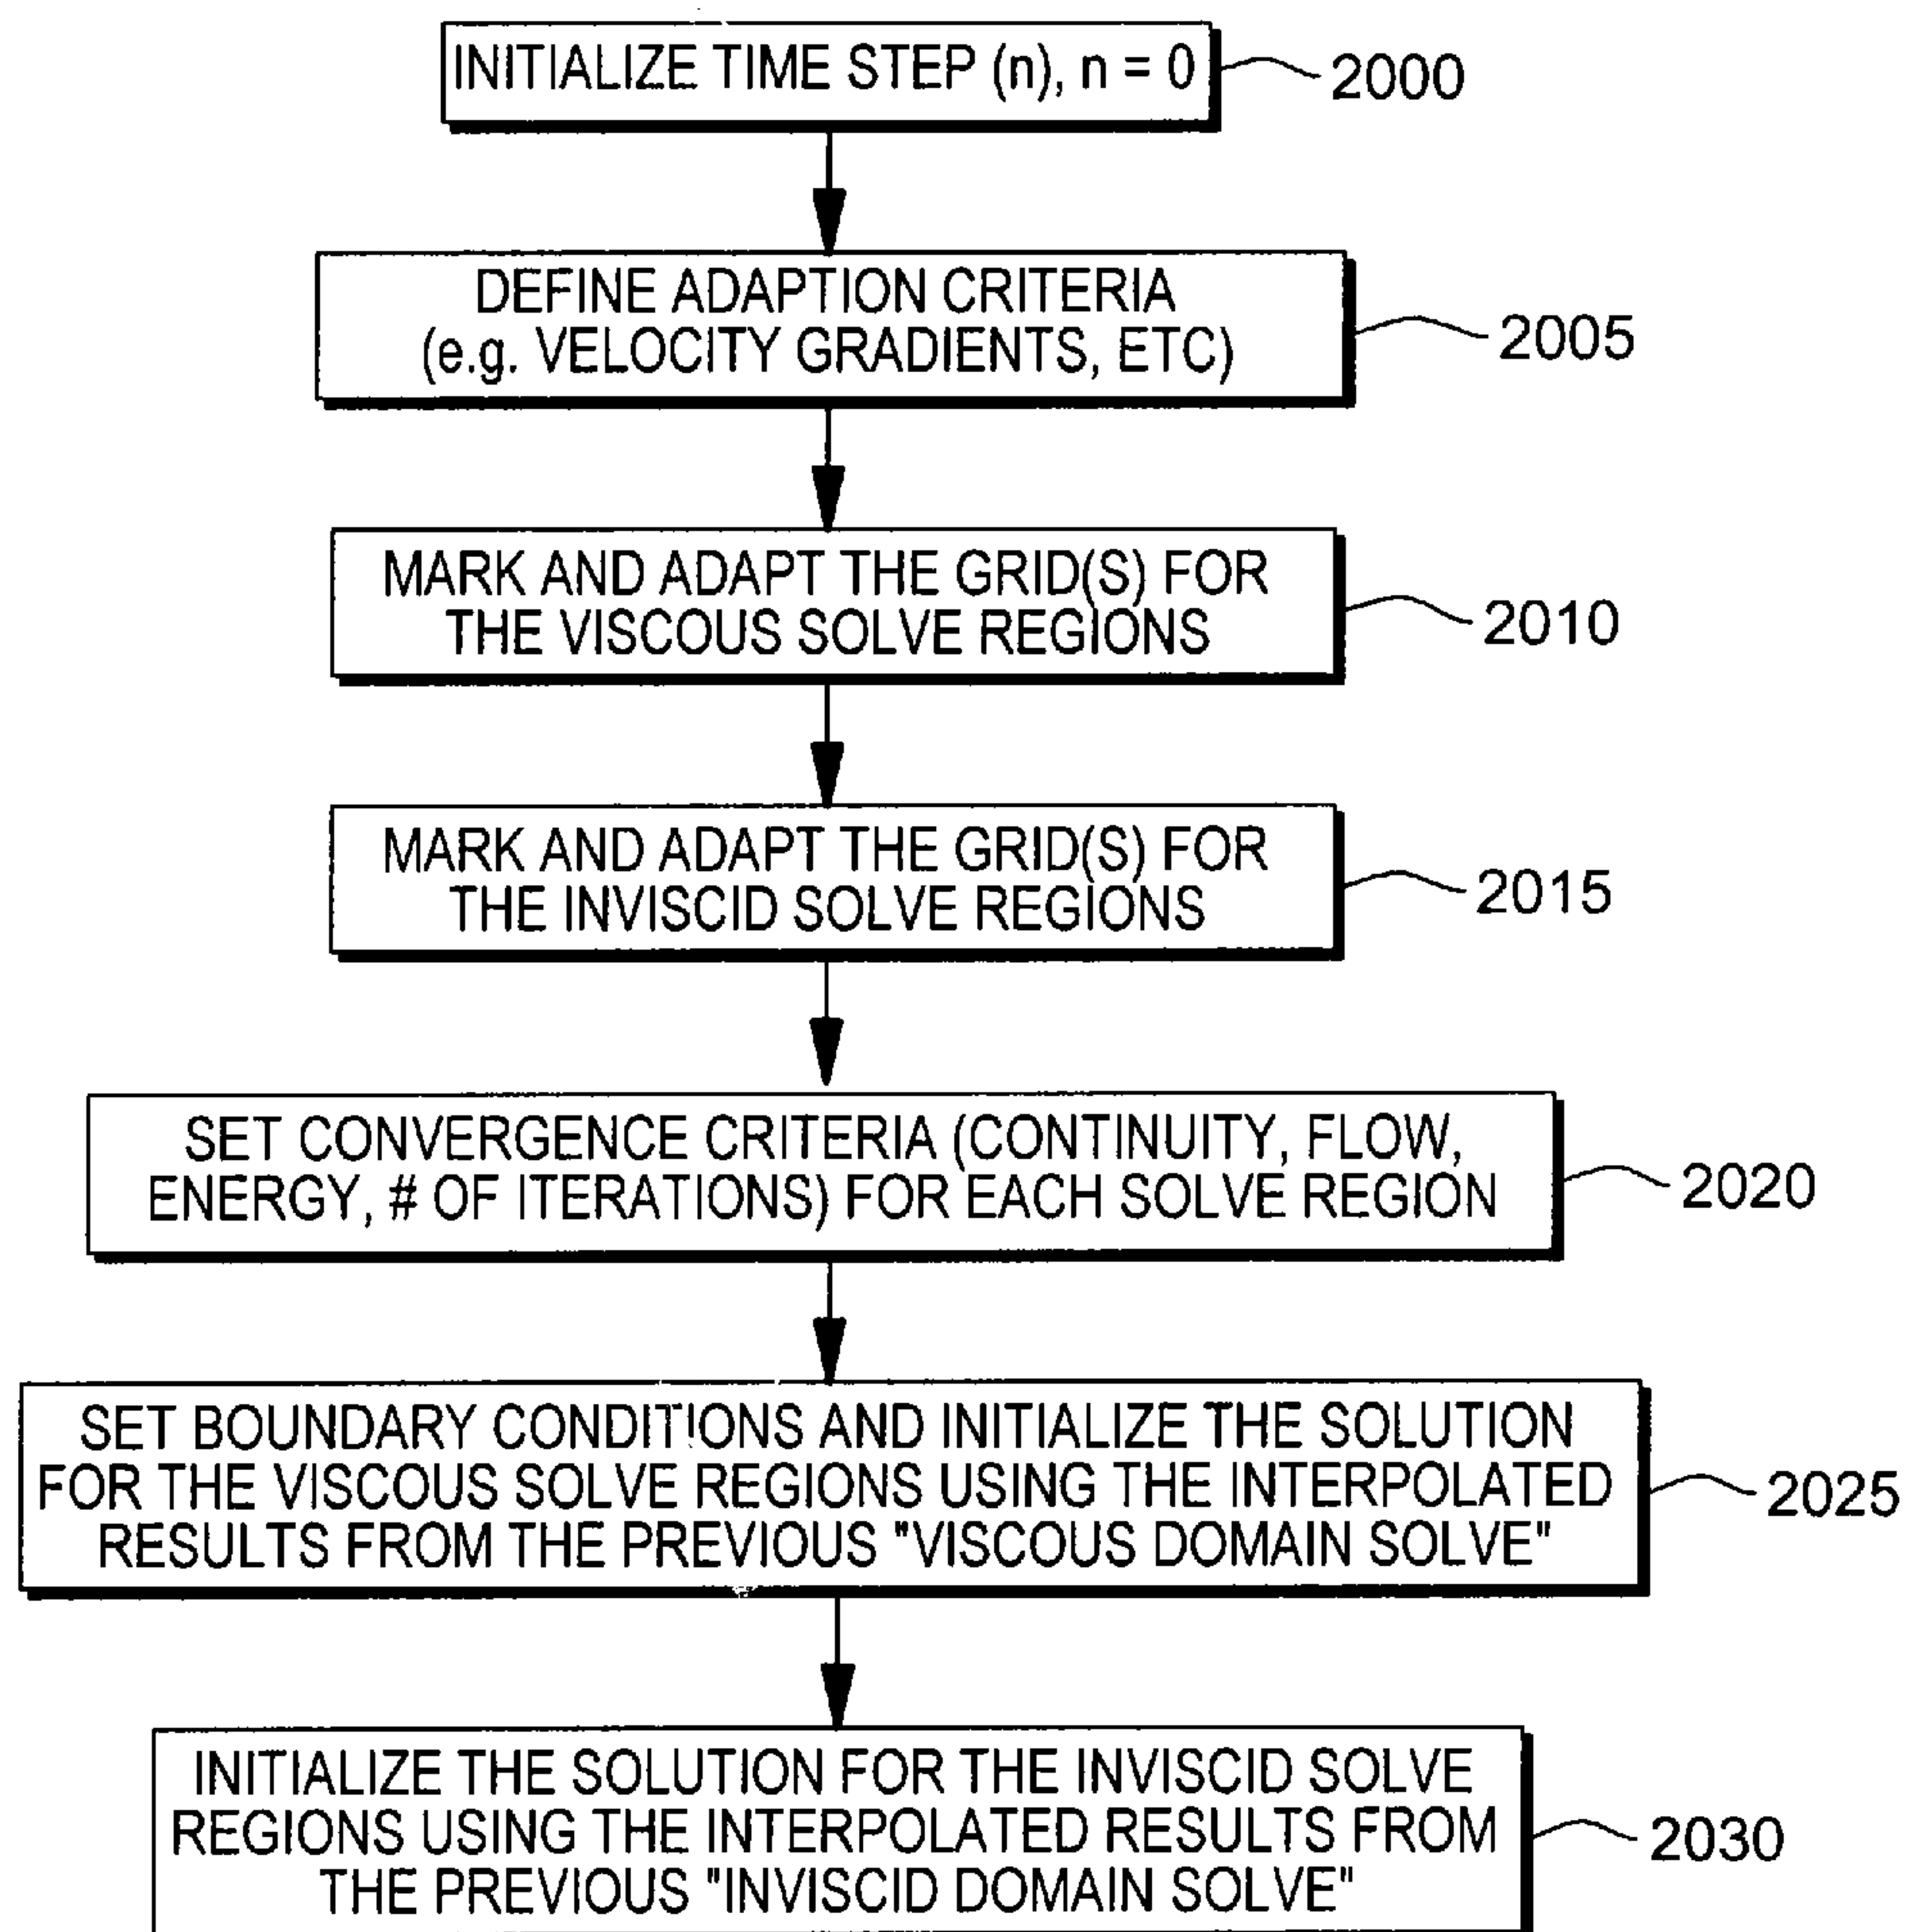 INITIALIZE TIME STEP (n), n = 0
2000
DEFINE ADAPTION CRITERIA
(e.g. VELOCITY GRADIENTS, ETC)
2005
MARK AND ADAPT THE GRID(S) FOR
THE VISCOUS SOLVE REGIONS
2010
MARK AND ADAPT THE GRID(S) FOR
THE INVISCID SOLVE REGIONS
2015
SET CONVERGENCE CRITERIA (CONTINUITY, FLOW,
ENERGY, # OF ITERATIONS) FOR EACH SOLVE REGION
2020
SET BOUNDARY CONDITIONS AND INITIALIZE THE SOLUTION
FOR THE VISCOUS SOLVE REGIONS USING THE INTERPOLATED
RESULTS FROM THE PREVIOUS "VISCOUS DOMAIN SOLVE"
2025
INITIALIZE THE SOLUTION FOR THE INVISCID SOLVE
REGIONS USING THE INTERPOLATED RESULTS FROM
THE PREVIOUS "INVISCID DOMAIN SOLVE"
2030